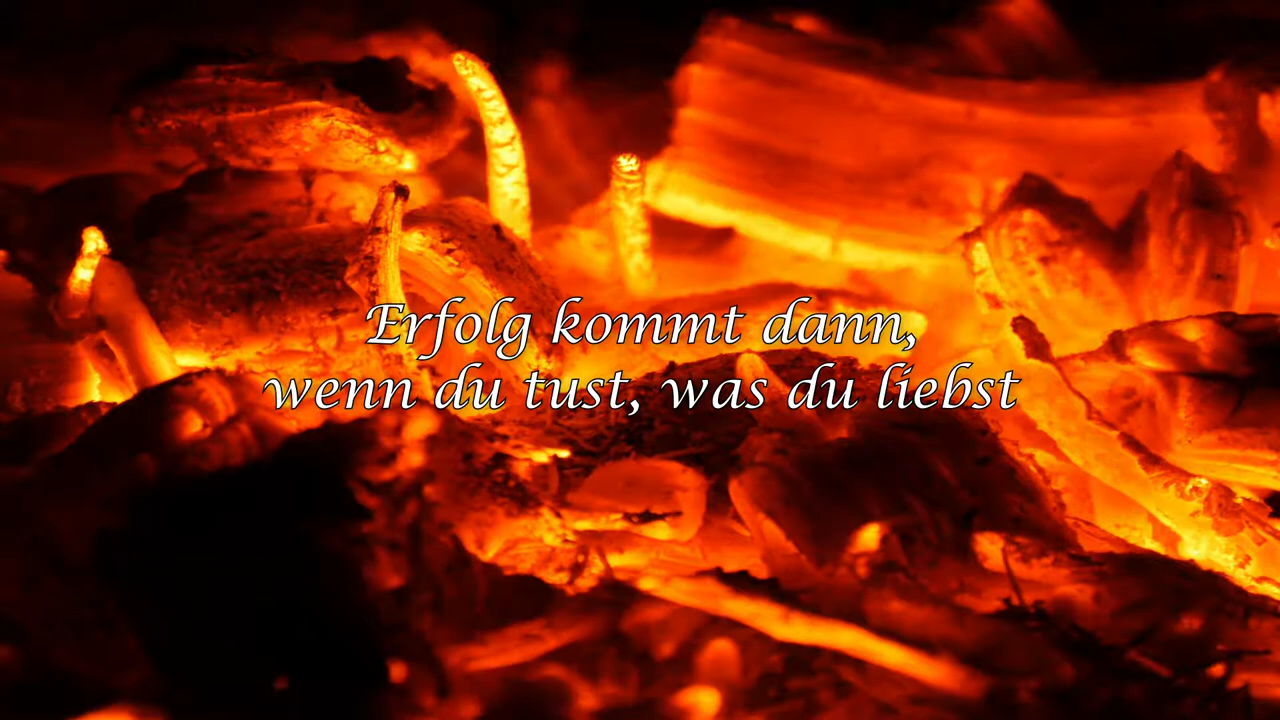 Erfolg kommt dann,
wenn du tust, was du liebst